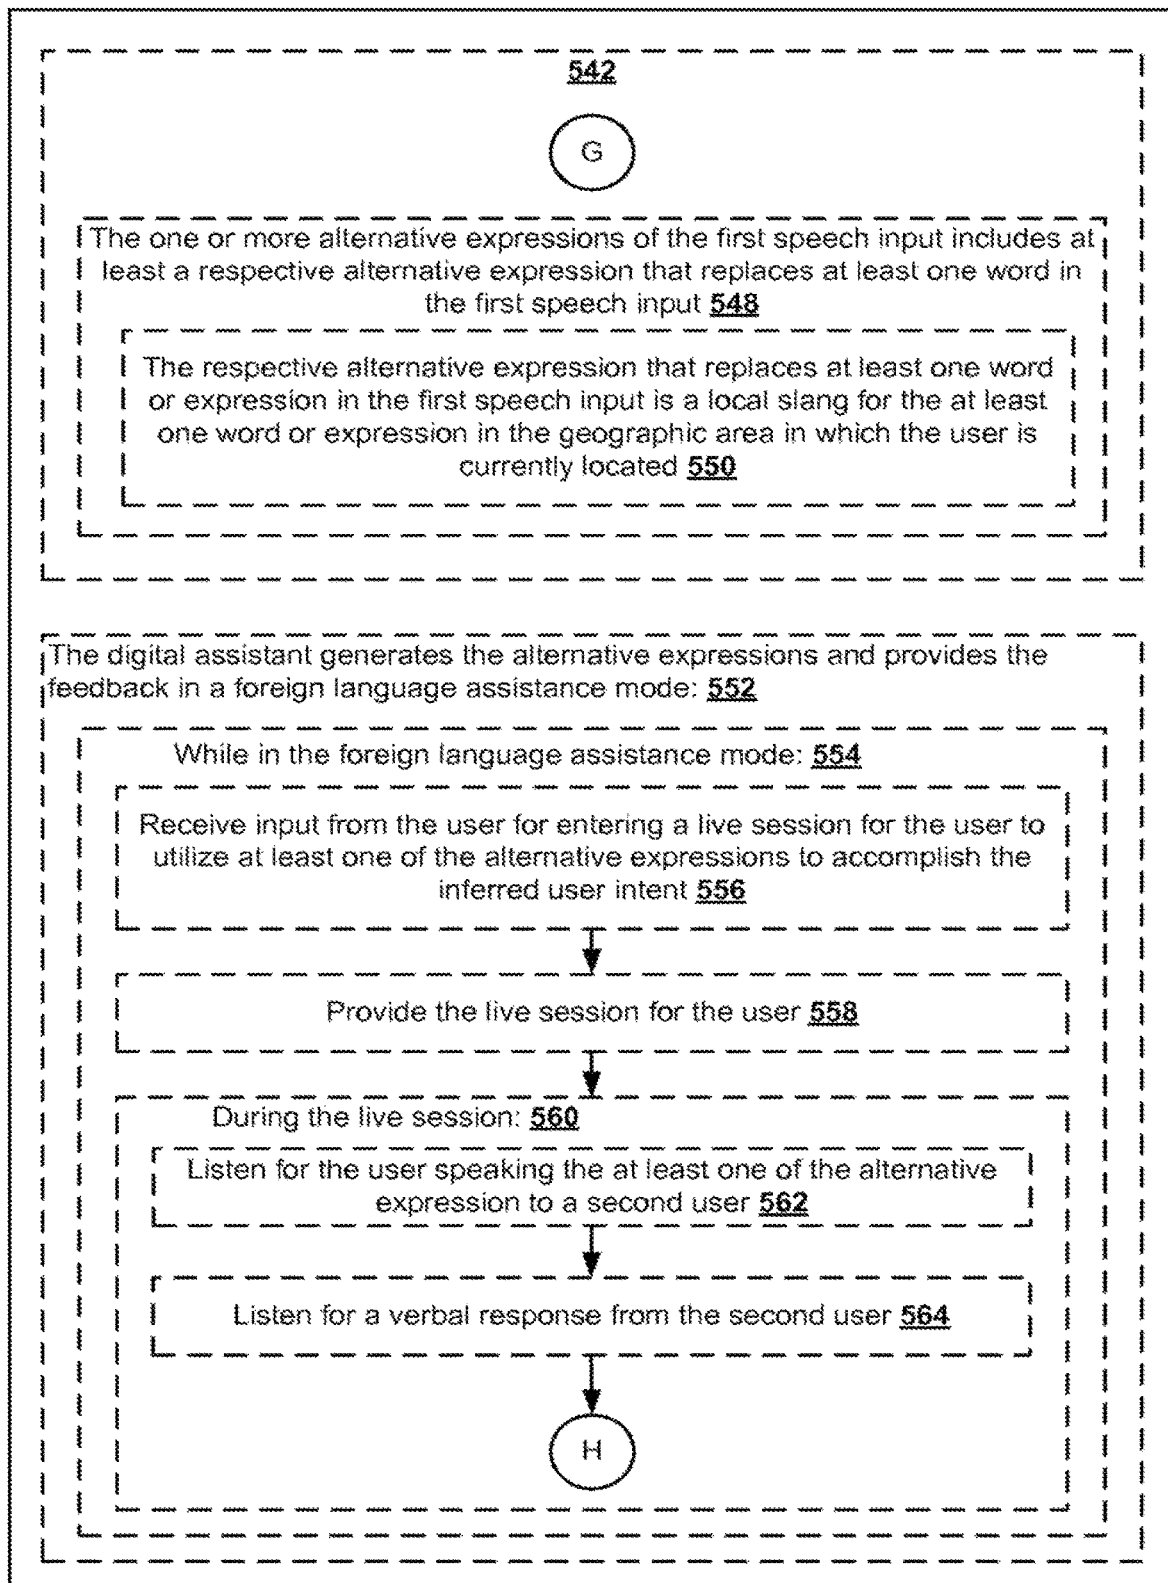 542
G
The one or more alternative expressions of the first speech input includes at
least a respective alternative expression that replaces at least one word in
the first speech input 548
The respective alternative expression that replaces at least one word
or expression in the first speech input is a local slang for the at least
one word or expression in the geographic area in which the user is
currently located 550
The digital assistant generates the alternative expressions and provides the
feedback in a foreign language assistance mode: 552
While in the foreign language assistance mode: 554
Receive input from the user for entering a live session for the user to
utilize at least one of the alternative expressions to accomplish the
inferred user intent 556
Provide the live session for the user 558
During the live session: 560
Listen for the user speaking the at least one of the alternative
expression to a second user 562
Listen for a verbal response from the second user 564
H